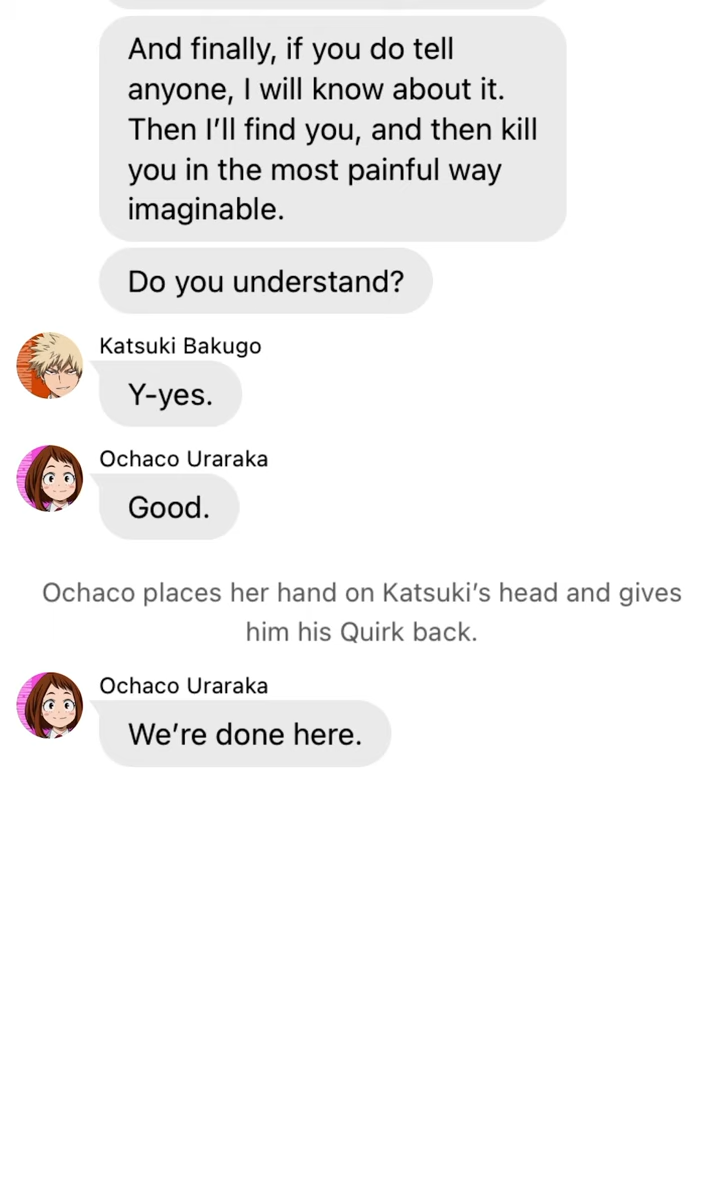 And finally, if you do tell
anyone, I will know about it.
Then I’ll find you, and then kill
you in the most painful way
imaginable.
Do you understand?
Katsuki Bakugo
Y-yes.
Ochaco Uraraka
Good.
Ochaco places her hand on Katsuki’s head and gives
him his Quirk back.
Ochaco Uraraka
We’re done here.